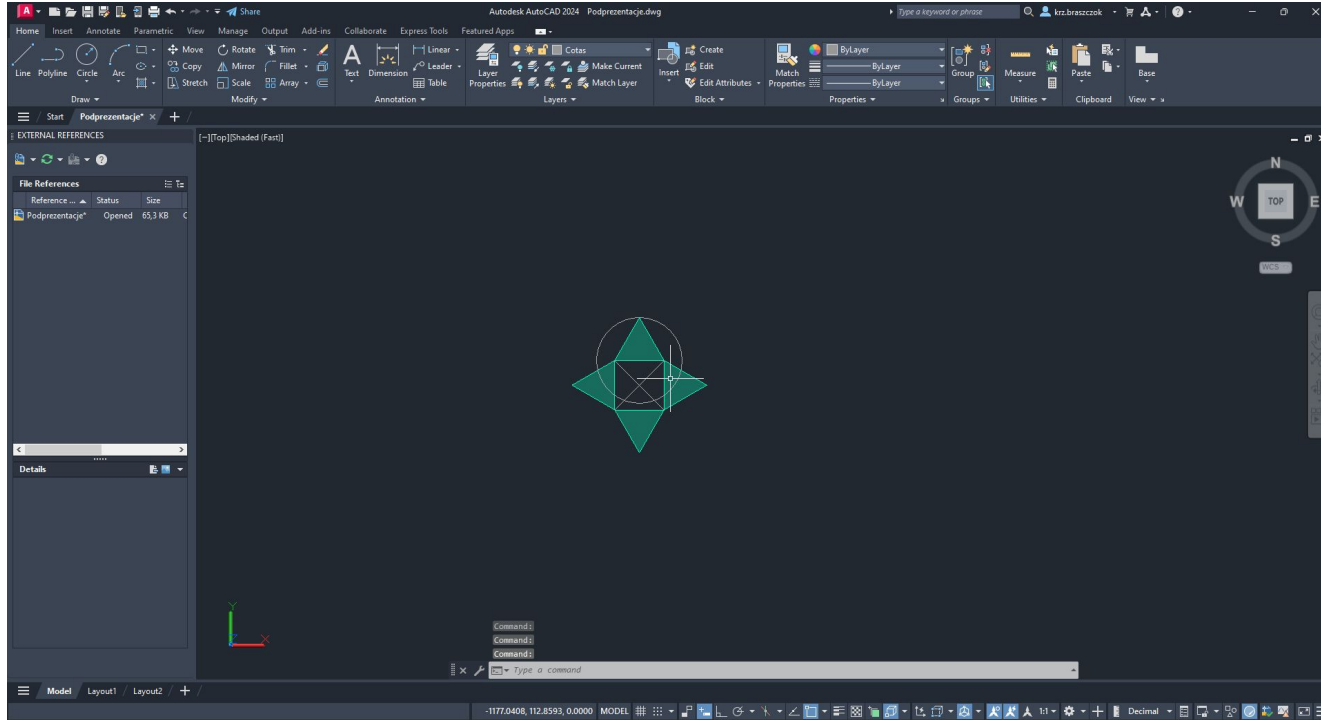 A Share Autodesk AutoCAD 2024 Podprezentacje.dwg Type a keyword or phrase krz.braszczok
Home Insert Annotate Parametric View Manage Output Add-ins Collaborate Express Tools Featured Apps
Move Rotate Trim Linear Cotas Create ByLayer
Copy Mirror Fillet Leader Make Current Edit ByLayer
Stretch Scale Array Table Match Layer Edit Attributes ByLayer
Line Polyline Circle Arc Text Dimension Layer Properties Insert Match Properties Group Measure Paste Base
Draw Modify Annotation Layers Block Properties Groups Utilities Clipboard View
Start Podprezentacje* +
EXTERNAL REFERENCES
[−][Top][Shaded (Fast)]
File References
Reference ... Status Size
Podprezentacje* Opened 65,3 KB C
N
W TOP E
S
WCS
Details
Y
X
Command:
Command:
Command:
Type a command
Model Layout1 Layout2 +
-1177.0408, 112.8593, 0.0000 MODEL 1:1 Decimal